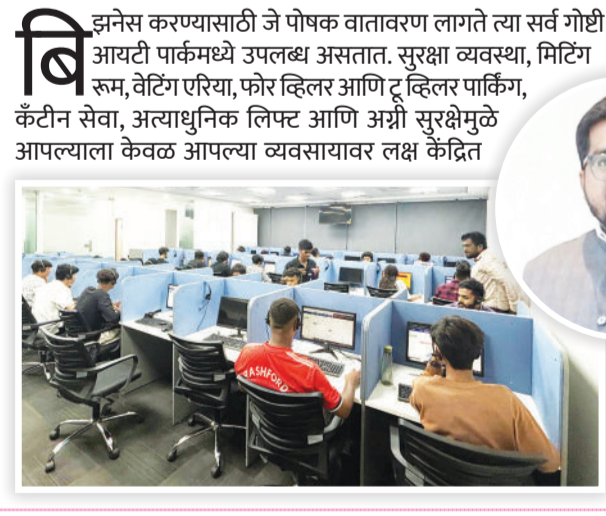 बिझनेस करण्यासाठी जे पोषक वातावरण लागते त्या सर्व गोष्टी
आयटी पार्कमध्ये उपलब्ध असतात. सुरक्षा व्यवस्था, मिटिंग
रूम, वेटिंग एरिया, फोर व्हिलर आणि टू व्हिलर पार्किंग,
कँटीन सेवा, अत्याधुनिक लिफ्ट आणि अग्नी सुरक्षेमुळे
आपल्याला केवळ आपल्या व्यवसायावर लक्ष केंद्रित
ASHFORD